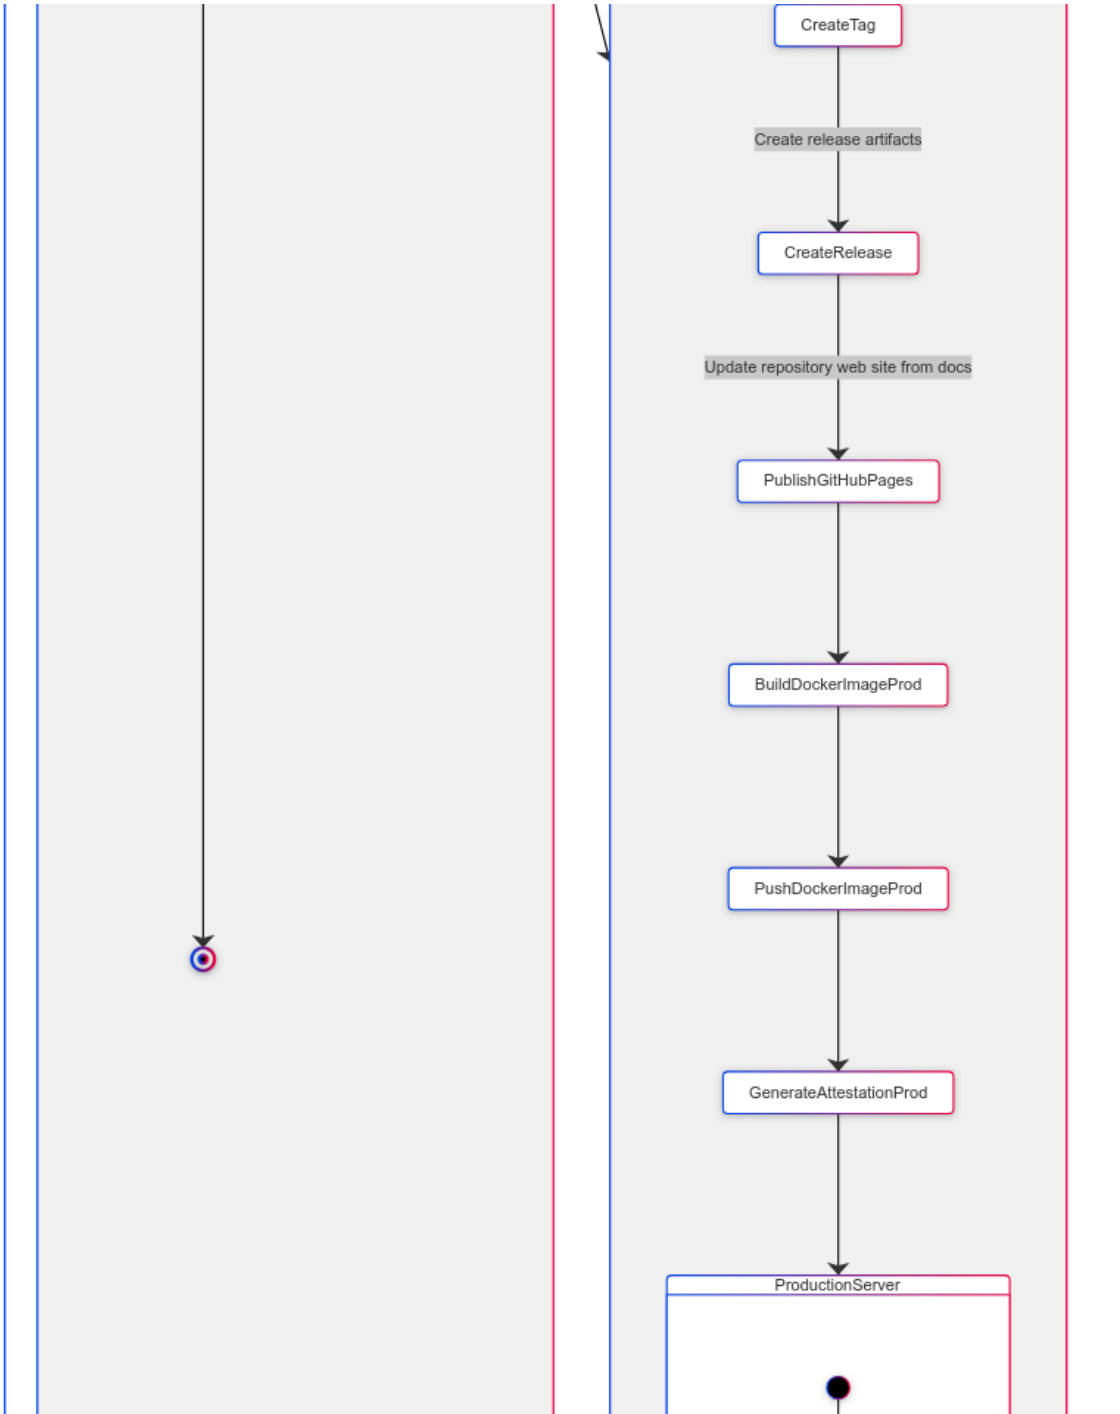 CreateTag
Create release artifacts
CreateRelease
Update repository web site from docs
PublishGitHubPages
BuildDockerImageProd
PushDockerImageProd
GenerateAttestationProd
ProductionServer